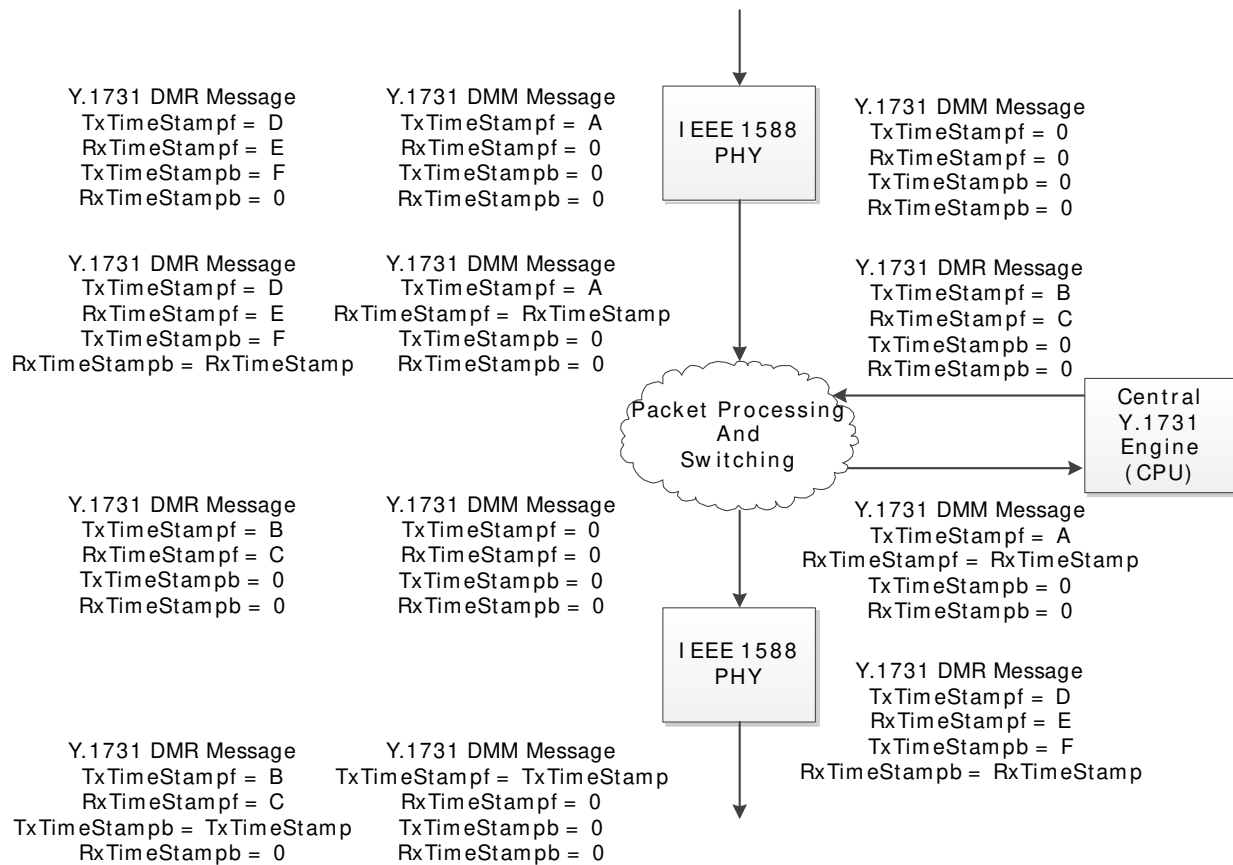 Y.1731 DMR Message
TxTimeStampf = D
RxTimeStampf = E
TxTimeStampb = F
RxTimeStampb = 0
Y.1731 DMM Message
TxTimeStampf = A
RxTimeStampf = 0
TxTimeStampb = 0
RxTimeStampb = 0
IEEE 1588
PHY
Y.1731 DMM Message
TxTimeStampf = 0
RxTimeStampf = 0
TxTimeStampb = 0
RxTimeStampb = 0
Y.1731 DMR Message
TxTimeStampf = D
RxTimeStampf = E
TxTimeStampb = F
RxTimeStampb = RxTimeStamp
Y.1731 DMM Message
TxTimeStampf = A
RxTimeStampf = RxTimeStamp
TxTimeStampb = 0
RxTimeStampb = 0
Y.1731 DMR Message
TxTimeStampf = B
RxTimeStampf = C
TxTimeStampb = 0
RxTimeStampb = 0
Packet Processing
And
Switching
Central
Y.1731
Engine
(CPU)
Y.1731 DMR Message
TxTimeStampf = B
RxTimeStampf = C
TxTimeStampb = 0
RxTimeStampb = 0
Y.1731 DMM Message
TxTimeStampf = 0
RxTimeStampf = 0
TxTimeStampb = 0
RxTimeStampb = 0
Y.1731 DMM Message
TxTimeStampf = A
RxTimeStampf = RxTimeStamp
TxTimeStampb = 0
RxTimeStampb = 0
IEEE 1588
PHY
Y.1731 DMR Message
TxTimeStampf = D
RxTimeStampf = E
TxTimeStampb = F
RxTimeStampb = RxTimeStamp
Y.1731 DMR Message
TxTimeStampf = B
RxTimeStampf = C
TxTimeStampb = TxTimeStamp
RxTimeStampb = 0
Y.1731 DMM Message
TxTimeStampf = TxTimeStamp
RxTimeStampf = 0
TxTimeStampb = 0
RxTimeStampb = 0